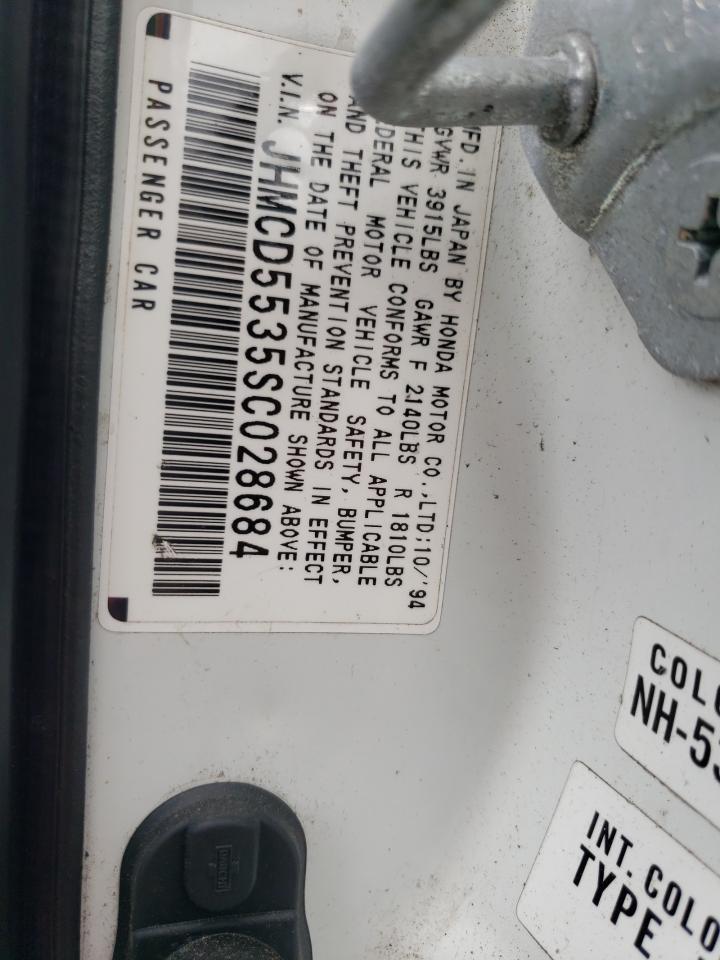 MFD. IN JAPAN BY HONDA MOTOR CO., LTD; 10/'94
GVWR 3915LBS GAWR F 2140LBS R 1810LBS
THIS VEHICLE CONFORMS TO ALL APPLICABLE
FEDERAL MOTOR VEHICLE SAFETY, BUMPER,
AND THEFT PREVENTION STANDARDS IN EFFECT
ON THE DATE OF MANUFACTURE SHOWN ABOVE:
V.I.N. JHMCD5535SC028684
PASSENGER CAR
NH-53
INT. COLO
TYPE